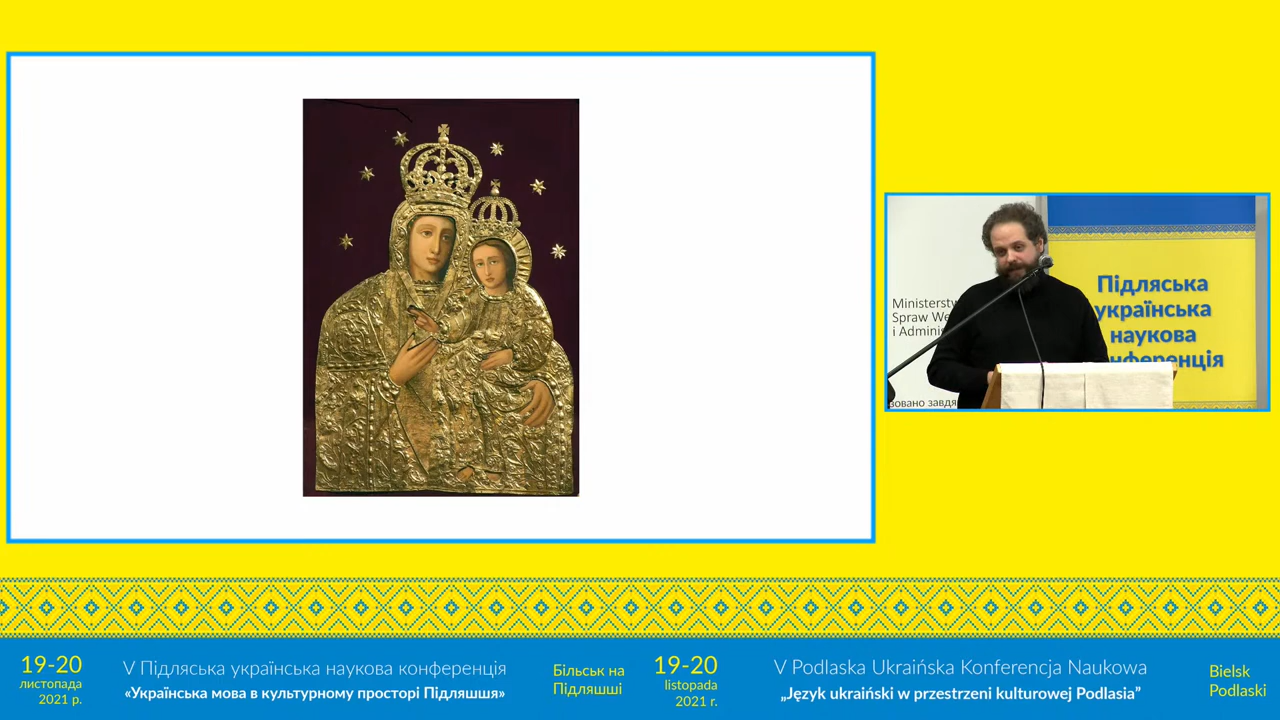 Ministerstw
Spraw We
i Adminis
зовано завдя
Підляська
українська
наукова
конференція
19-20
листопада
2021 р.
V Підляська українська наукова конференція
«Українська мова в культурному просторі Підляшшя»
Більськ на
Підляшші
19-20
listopada
2021 r.
V Podlaska Ukraińska Konferencja Naukowa
„Język ukraiński w przestrzeni kulturowej Podlasia”
Bielsk
Podlaski